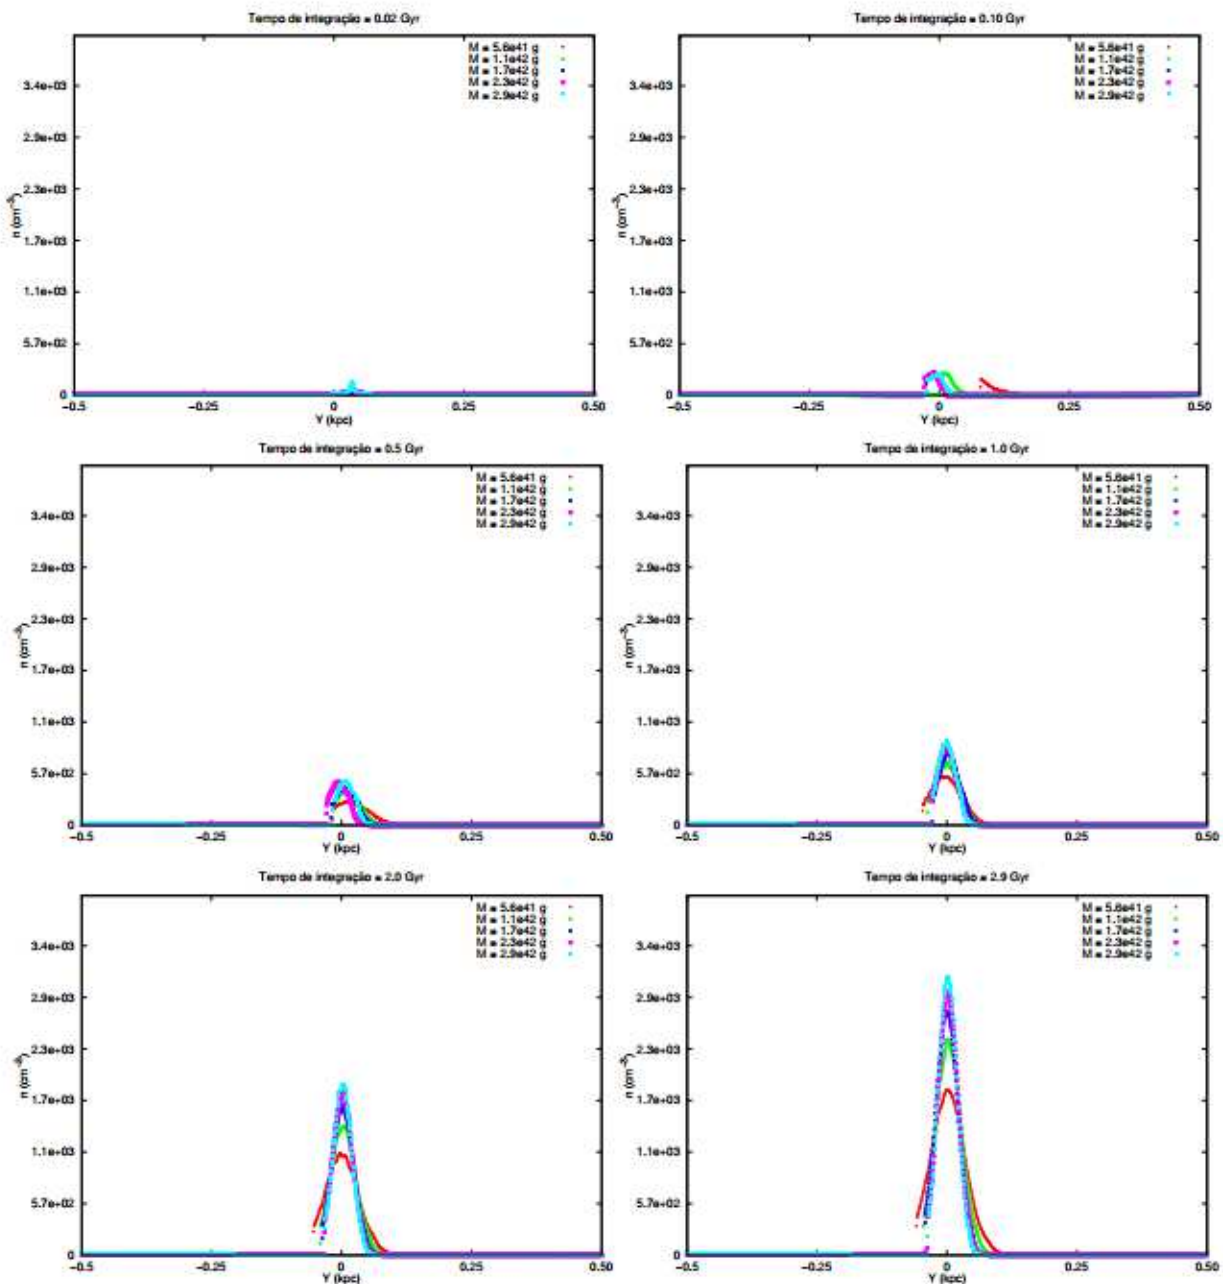 Tempo de integração = 0.02 Gyr
M = 5.6e41 g
M = 1.1e42 g
M = 1.7e42 g
M = 2.3e42 g
M = 2.9e42 g
3.4e+03
2.9e+03
2.3e+03
1.7e+03
1.1e+03
5.7e+02
0
n (cm⁻³)
−0.5 −0.25 0 0.25 0.50
Y (kpc)
Tempo de integração = 0.10 Gyr
M = 5.6e41 g
M = 1.1e42 g
M = 1.7e42 g
M = 2.3e42 g
M = 2.9e42 g
3.4e+03
2.9e+03
2.3e+03
1.7e+03
1.1e+03
5.7e+02
0
n (cm⁻³)
−0.5 −0.25 0 0.25 0.50
Y (kpc)
Tempo de integração = 0.5 Gyr
M = 5.6e41 g
M = 1.1e42 g
M = 1.7e42 g
M = 2.3e42 g
M = 2.9e42 g
3.4e+03
2.9e+03
2.3e+03
1.7e+03
1.1e+03
5.7e+02
0
n (cm⁻³)
−0.5 −0.25 0 0.25 0.50
Y (kpc)
Tempo de integração = 1.0 Gyr
M = 5.6e41 g
M = 1.1e42 g
M = 1.7e42 g
M = 2.3e42 g
M = 2.9e42 g
3.4e+03
2.9e+03
2.3e+03
1.7e+03
1.1e+03
5.7e+02
0
n (cm⁻³)
−0.5 −0.25 0 0.25 0.50
Y (kpc)
Tempo de integração = 2.0 Gyr
M = 5.6e41 g
M = 1.1e42 g
M = 1.7e42 g
M = 2.3e42 g
M = 2.9e42 g
3.4e+03
2.9e+03
2.3e+03
1.7e+03
1.1e+03
5.7e+02
0
n (cm⁻³)
−0.5 −0.25 0 0.25 0.50
Y (kpc)
Tempo de integração = 2.9 Gyr
M = 5.6e41 g
M = 1.1e42 g
M = 1.7e42 g
M = 2.3e42 g
M = 2.9e42 g
3.4e+03
2.9e+03
2.3e+03
1.7e+03
1.1e+03
5.7e+02
0
n (cm⁻³)
−0.5 −0.25 0 0.25 0.50
Y (kpc)